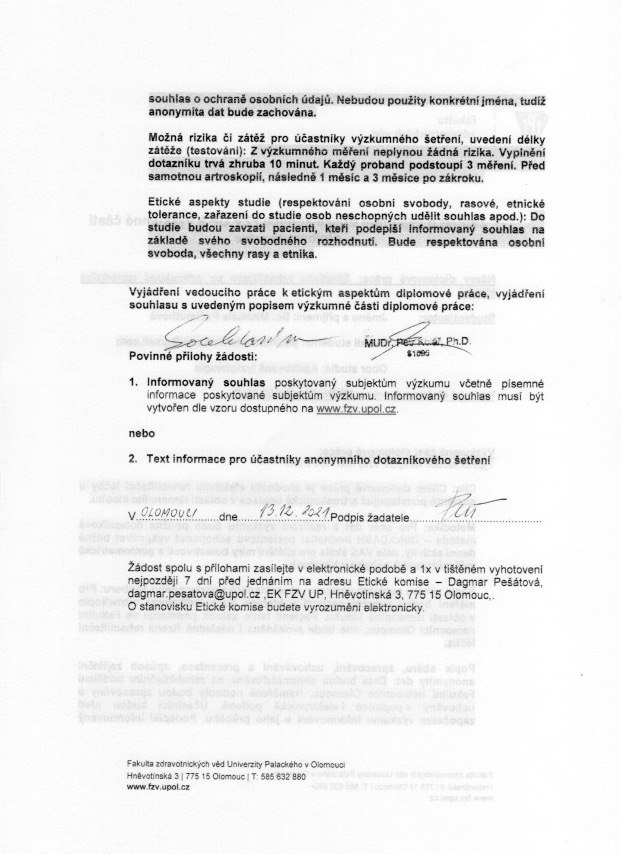 souhlas o ochraně osobních údajů. Nebudou použity konkrétní jména, tudíž
anonymita dat bude zachována.
Možná rizika či zátěž pro účastníky výzkumného šetření, uvedení délky
zátěže (testování): Z výzkumného měření neplynou žádná rizika. Vyplnění
dotazníku trvá zhruba 10 minut. Každý proband podstoupí 3 měření. Před
samotnou artroskopií, následně 1 měsíc a 3 měsíce po zákroku.
Etické aspekty studie (respektování osobní svobody, rasové, etnické
tolerance, zařazení do studie osob neschopných udělit souhlas apod.): Do
studie budou zavzati pacienti, kteří podepíší informovaný souhlas na
základě svého svobodného rozhodnutí. Bude respektována osobní
svoboda, všechny rasy a etnika.
Vyjádření vedoucího práce k etickým aspektům diplomové práce, vyjádření
souhlasu s uvedeným popisem výzkumné části diplomové práce:
MUDr. Petr Ph.D.
Povinné přílohy žádosti:
1. Informovaný souhlas poskytovaný subjektům výzkumu včetně písemné
informace poskytované subjektům výzkumu. Informovaný souhlas musí být
vytvořen dle vzoru dostupného na www.fzv.upol.cz.
nebo
2. Text informace pro účastníky anonymního dotazníkového šetření
V OLOMOUCI dne 13.12.2021 Podpis žadatele
Žádost spolu s přílohami zasílejte v elektronické podobě a 1x v tištěném vyhotovení
nejpozději 7 dní před jednáním na adresu Etické komise – Dagmar Pešátová,
dagmar.pesatova@upol.cz ,EK FZV UP, Hněvotínská 3, 775 15 Olomouc,.
O stanovisku Etické komise budete vyrozuměni elektronicky.
Fakulta zdravotnických věd Univerzity Palackého v Olomouci
Hněvotínská 3 | 775 15 Olomouc | T: 585 632 880
www.fzv.upol.cz